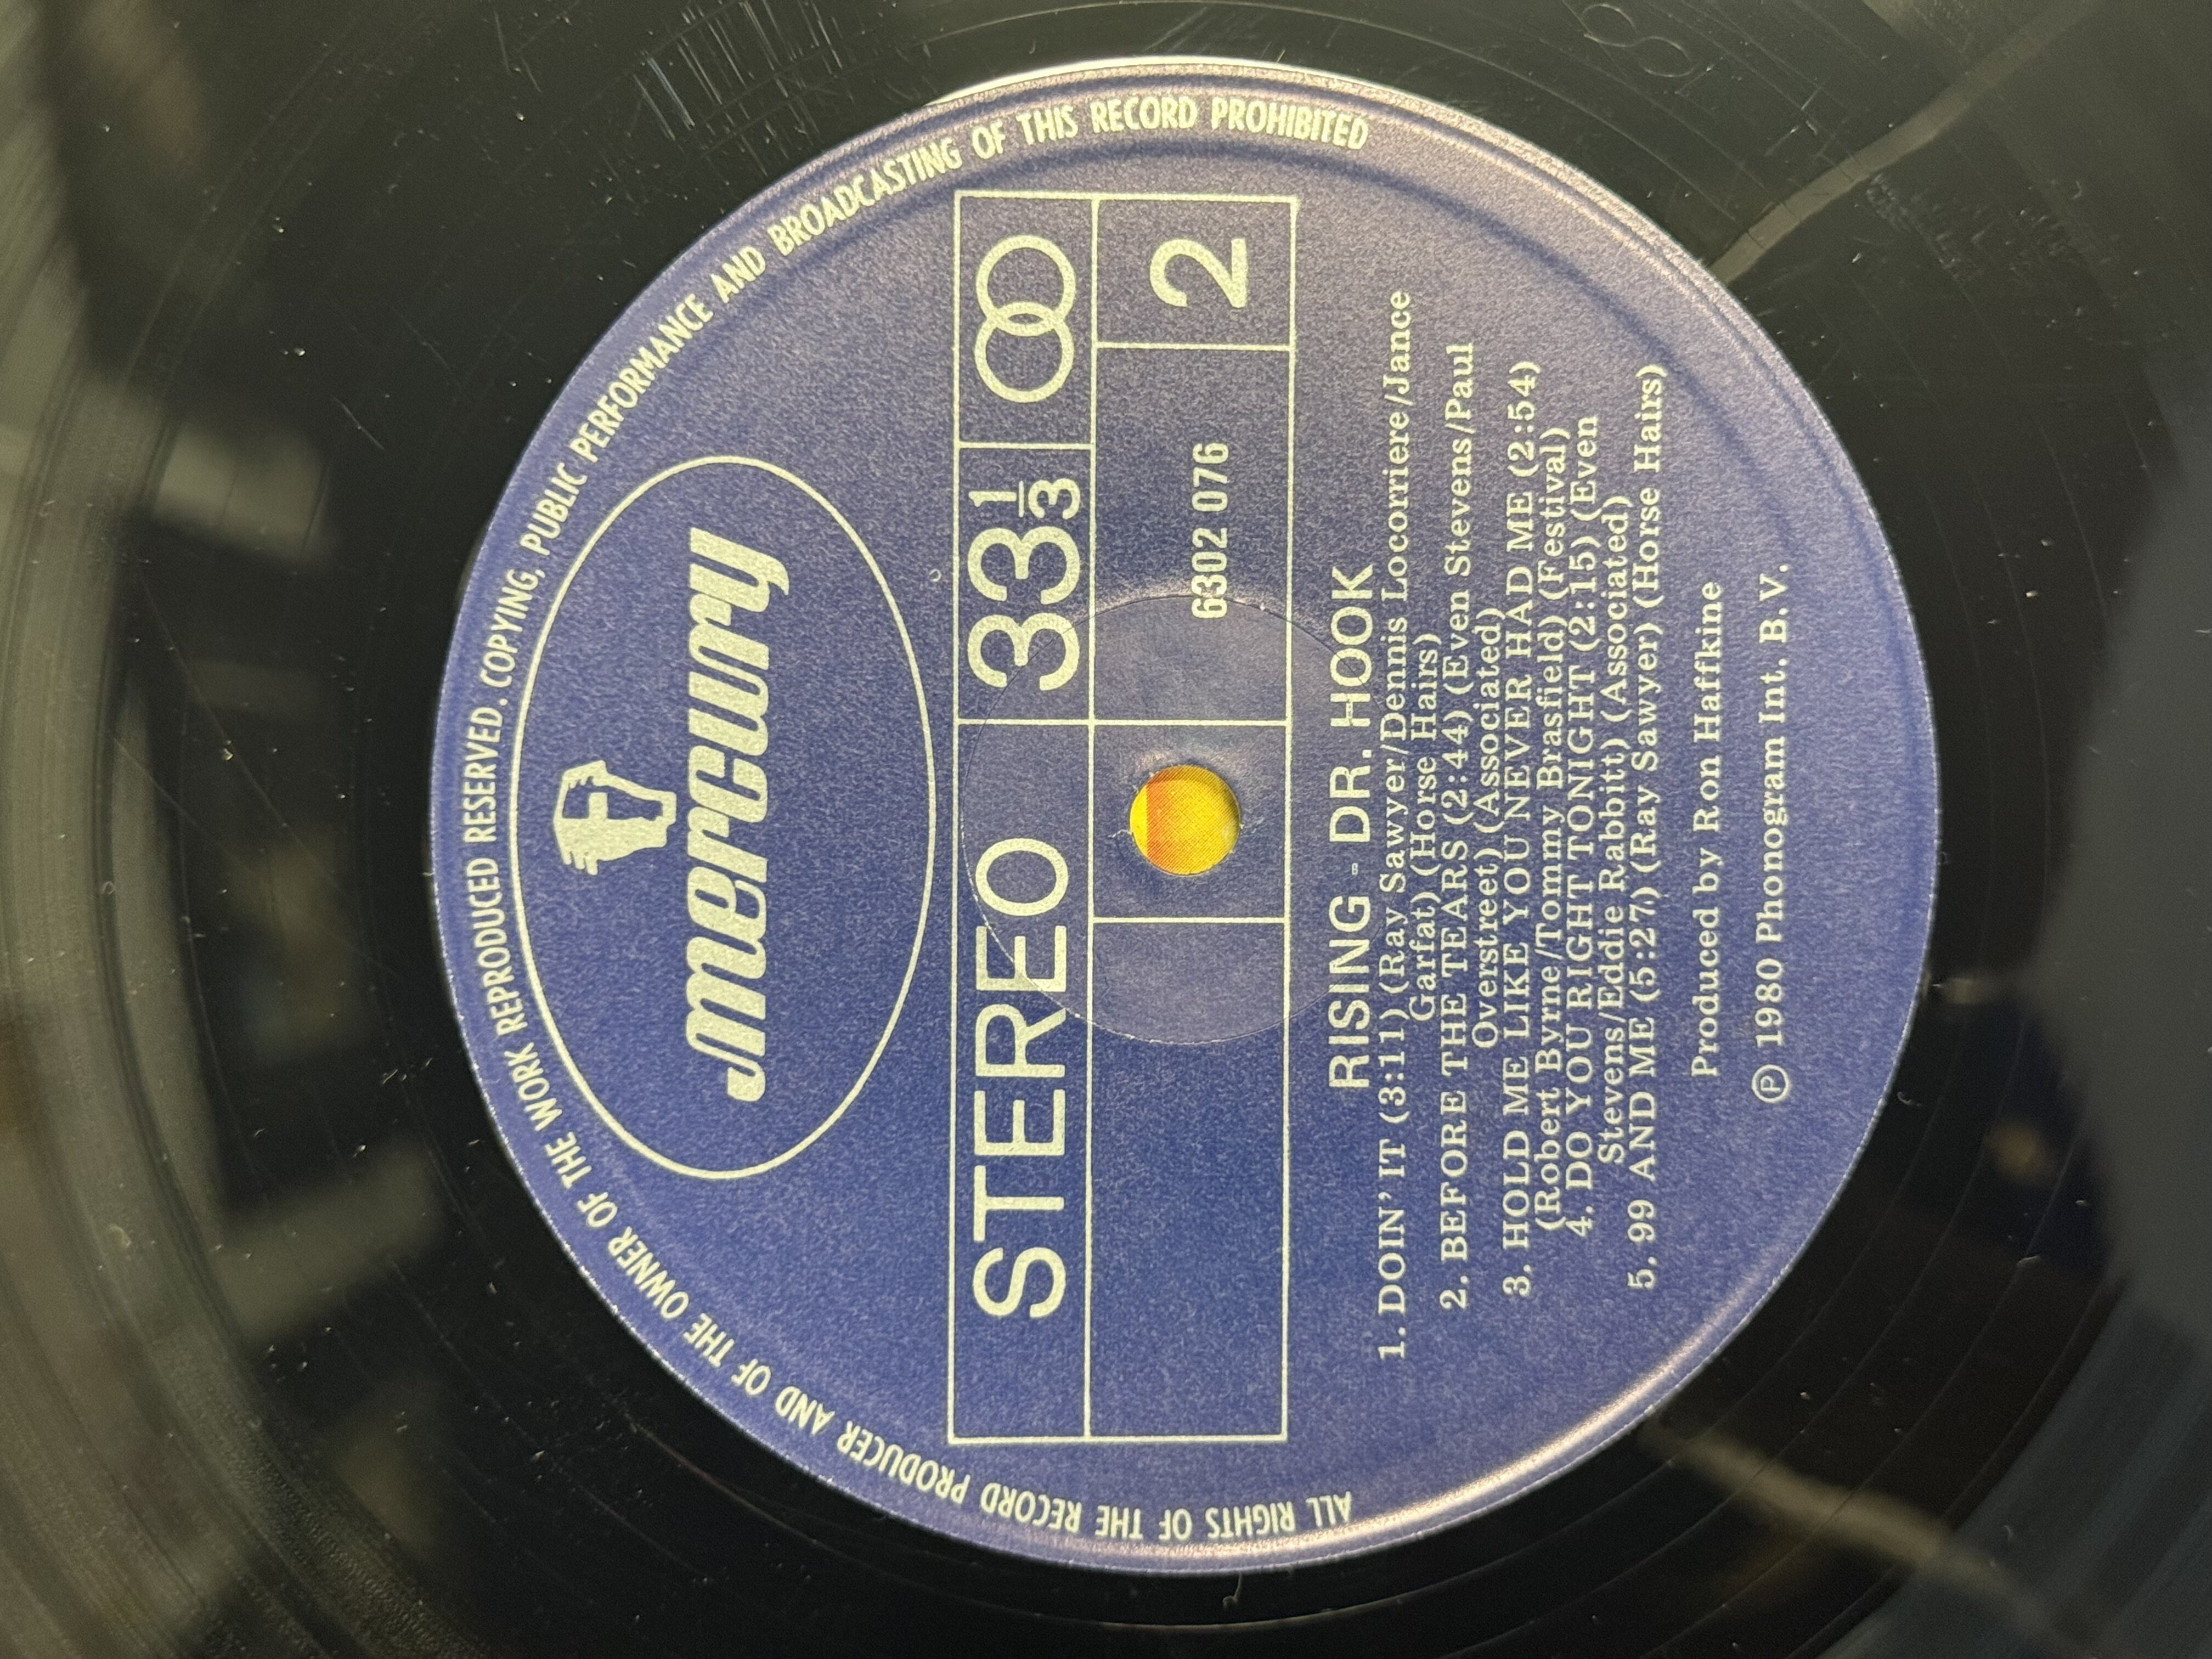 ALL RIGHTS OF THE RECORD PRODUCER AND OF THE OWNER OF THE WORK REPRODUCED RESERVED. COPYING, PUBLIC PERFORMANCE AND BROADCASTING OF THIS RECORD PROHIBITED
mercury
STEREO 33 1/3
6302 076 2
RISING - DR. HOOK
1. DOIN' IT (3:11) (Ray Sawyer/Dennis Locorriere/Jance
Garfat) (Horse Hairs)
2. BEFORE THE TEARS (2:44) (Even Stevens/Paul
Overstreet) (Associated)
3. HOLD ME LIKE YOU NEVER HAD ME (2:54)
(Robert Byrne/Tommy Brasfield) (Festival)
4. DO YOU RIGHT TONIGHT (2:15) (Even
Stevens/Eddie Rabbitt) (Associated)
5. 99 AND ME (5:27) (Ray Sawyer) (Horse Hairs)
Produced by Ron Haffkine
℗ 1980 Phonogram Int. B.V.